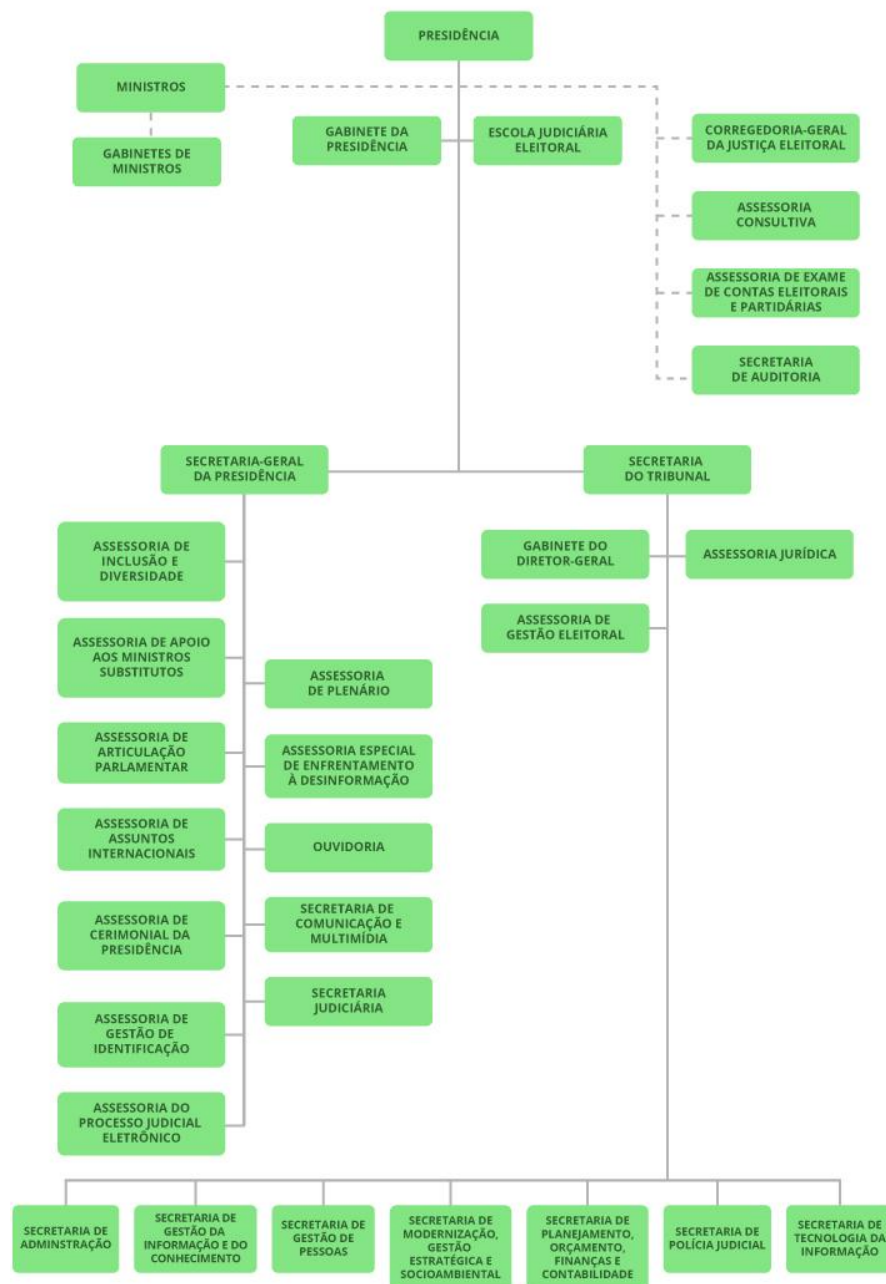 PRESIDÊNCIA
MINISTROS
GABINETES DE
MINISTROS
GABINETE DA
PRESIDÊNCIA
ESCOLA JUDICIÁRIA
ELEITORAL
CORREGEDORIA-GERAL
DA JUSTIÇA ELEITORAL
ASSESSORIA
CONSULTIVA
ASSESSORIA DE EXAME
DE CONTAS ELEITORAIS
E PARTIDÁRIAS
SECRETARIA
DE AUDITORIA
SECRETARIA-GERAL
DA PRESIDÊNCIA
SECRETARIA
DO TRIBUNAL
ASSESSORIA DE
INCLUSÃO E
DIVERSIDADE
ASSESSORIA DE APOIO
AOS MINISTROS
SUBSTITUTOS
ASSESSORIA DE
ARTICULAÇÃO
PARLAMENTAR
ASSESSORIA DE
ASSUNTOS
INTERNACIONAIS
ASSESSORIA DE
CERIMONIAL DA
PRESIDÊNCIA
ASSESSORIA DE
GESTÃO DE
IDENTIFICAÇÃO
ASSESSORIA DO
PROCESSO JUDICIAL
ELETRÔNICO
ASSESSORIA
DE PLENÁRIO
ASSESSORIA ESPECIAL
DE ENFRENTAMENTO
À DESINFORMAÇÃO
OUVIDORIA
SECRETARIA DE
COMUNICAÇÃO E
MULTIMÍDIA
SECRETARIA
JUDICIÁRIA
GABINETE DO
DIRETOR-GERAL
ASSESSORIA JURÍDICA
ASSESSORIA DE
GESTÃO ELEITORAL
SECRETARIA DE
ADMINSTRAÇÃO
SECRETARIA DE
GESTÃO DA
INFORMAÇÃO E DO
CONHECIMENTO
SECRETARIA DE
GESTÃO DE
PESSOAS
SECRETARIA DE
MODERNIZAÇÃO,
GESTÃO
ESTRATÉGICA E
SOCIOAMBIENTAL
SECRETARIA DE
PLANEJAMENTO,
ORÇAMENTO,
FINANÇAS E
CONTABILIDADE
SECRETARIA DE
POLÍCIA JUDICIAL
SECRETARIA DE
TECNOLOGIA DA
INFORMAÇÃO